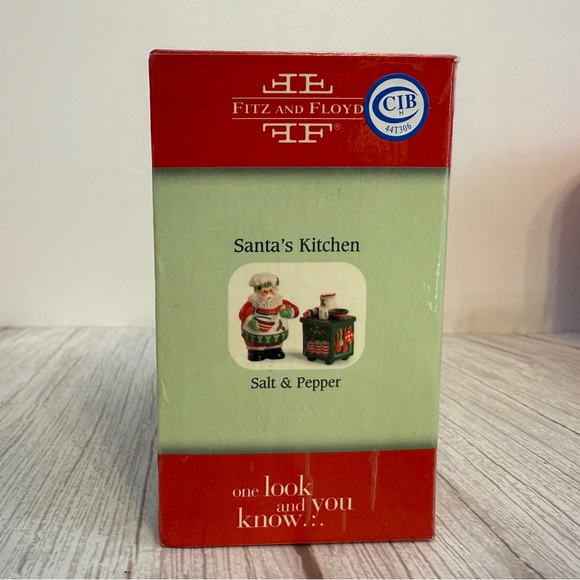 FITZ AND FLOYD
®
CIB
H
44T306
Santa's Kitchen
Salt & Pepper
one look
and you
know...